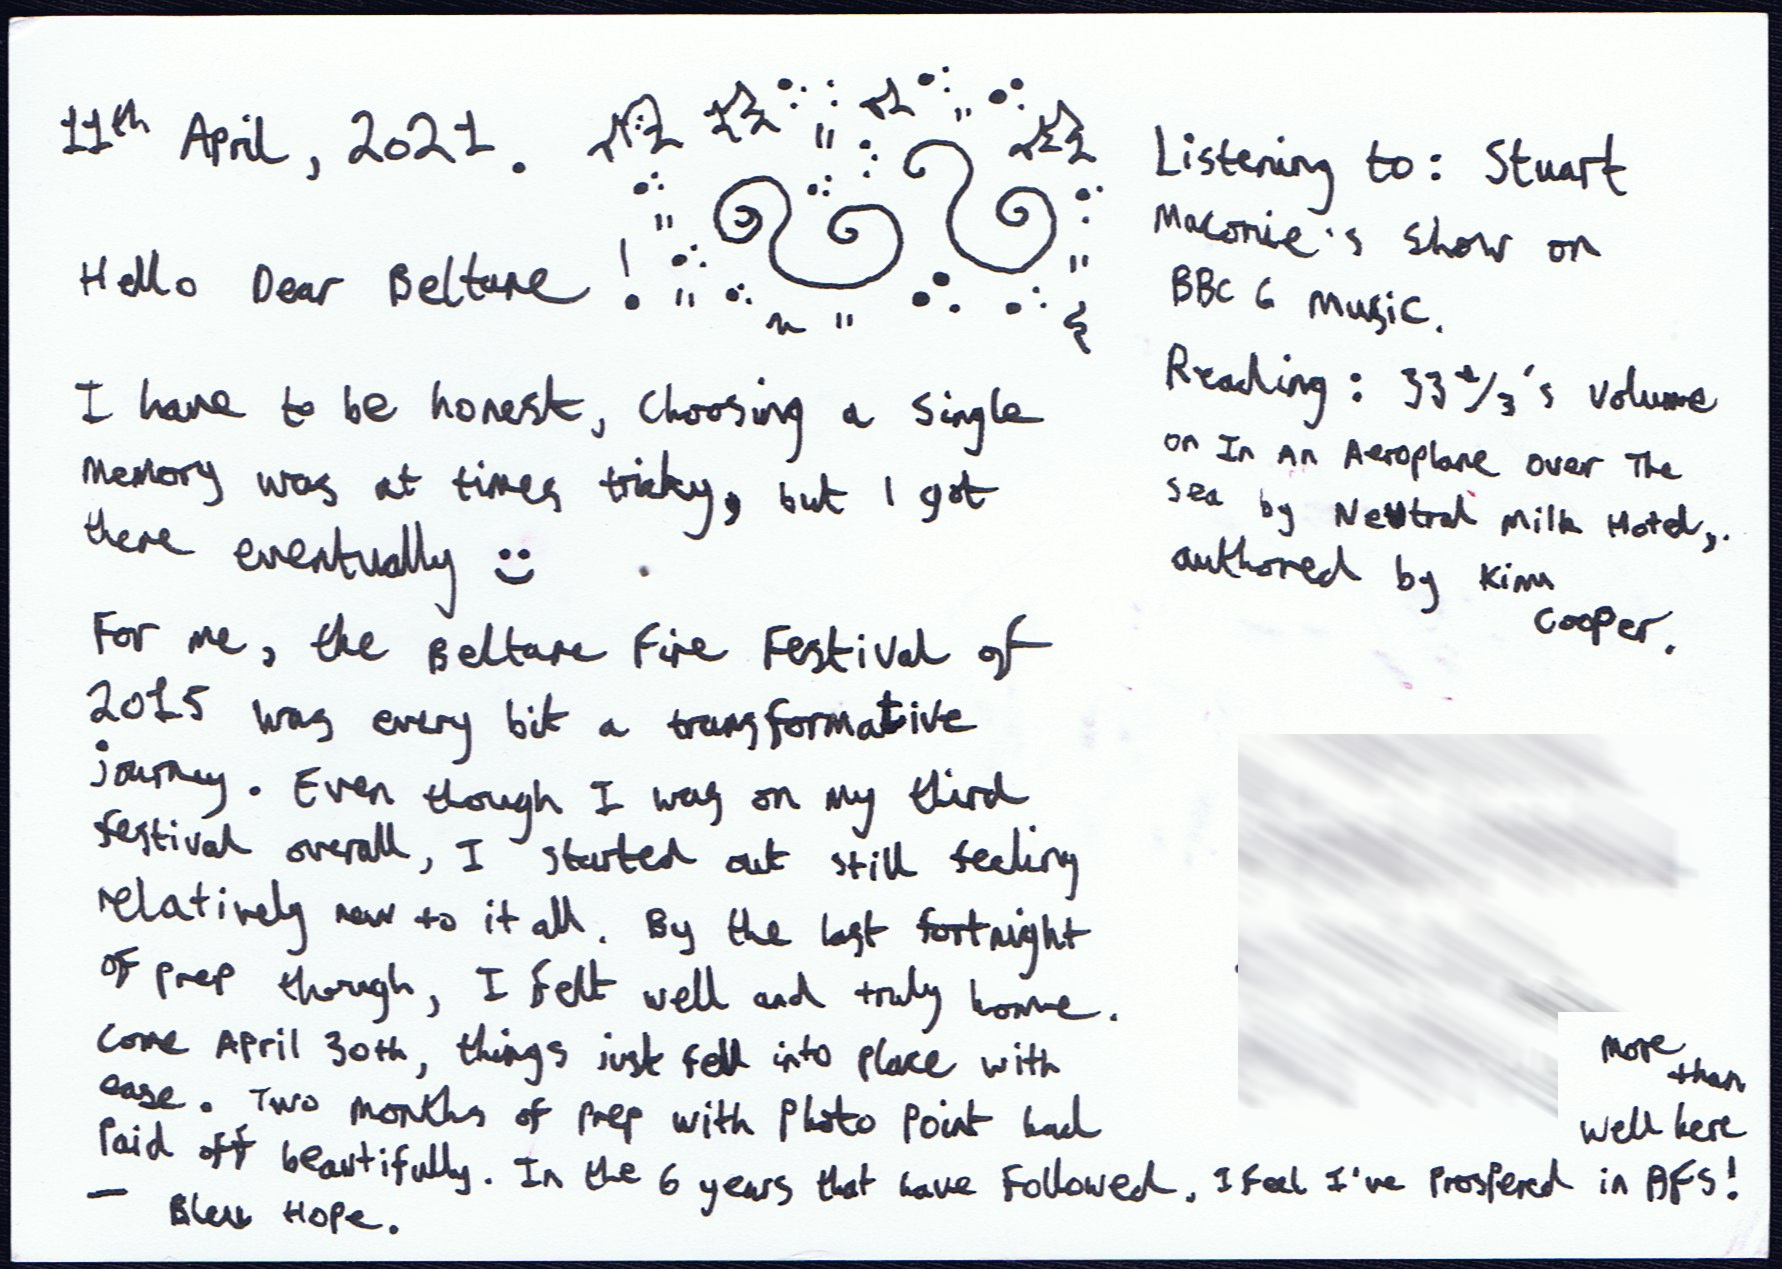 11th April, 2021.
Hello Dear Beltane !
I have to be honest, choosing a single
memory was at times tricky, but I got
there eventually
For me, the Beltane Fire Festival of
2015 was every bit a transformative
journey. Even though I was on my third
festival overall, I started out still feeling
relatively new to it all. By the last fortnight
of prep though, I felt well and truly home.
Come April 30th, things just fell into place with
ease. Two months of prep with Photo Point had
paid off beautifully. In the 6 years that have followed, I feel I've prospered in BFS!
— Bleu Hope.
Listening to: Stuart
Maconie's show on
BBC 6 Music.
Reading: 33 1/3's volume
on In An Aeroplane Over The
Sea by Neutral Milk Hotel,
authored by Kim
Cooper.
more
than
well here